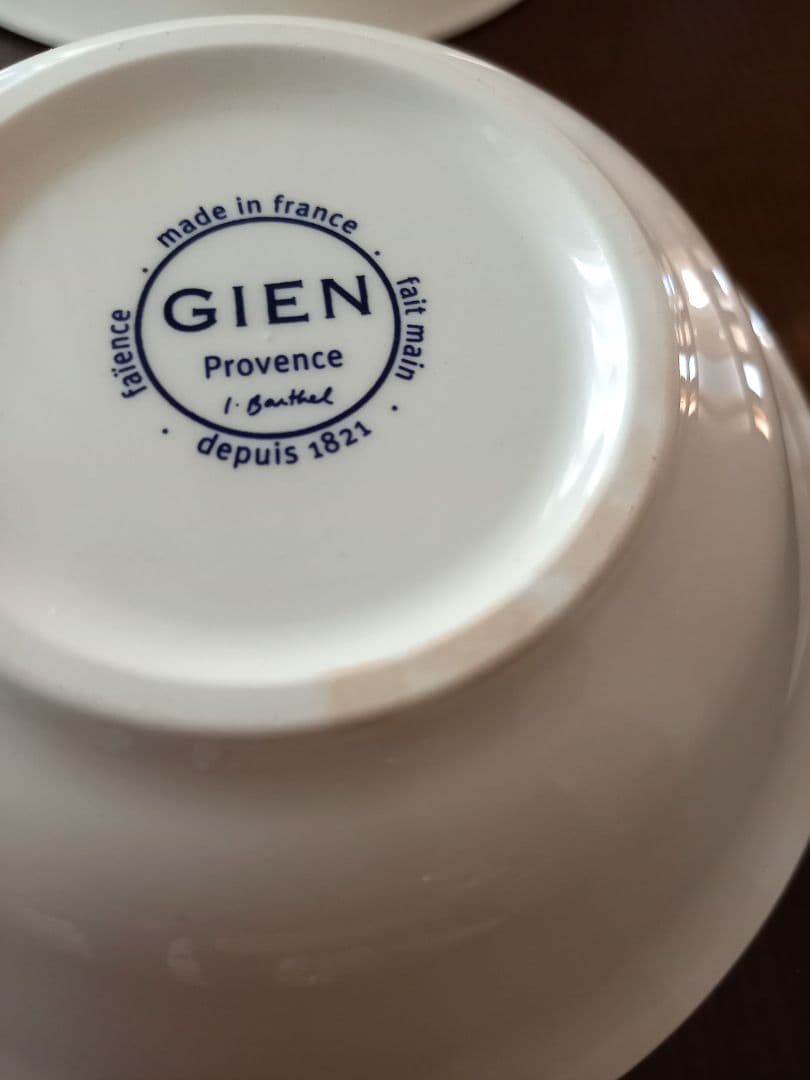 made in france
GIEN
Provence
I. Barthel
faïence
fait main
depuis 1821